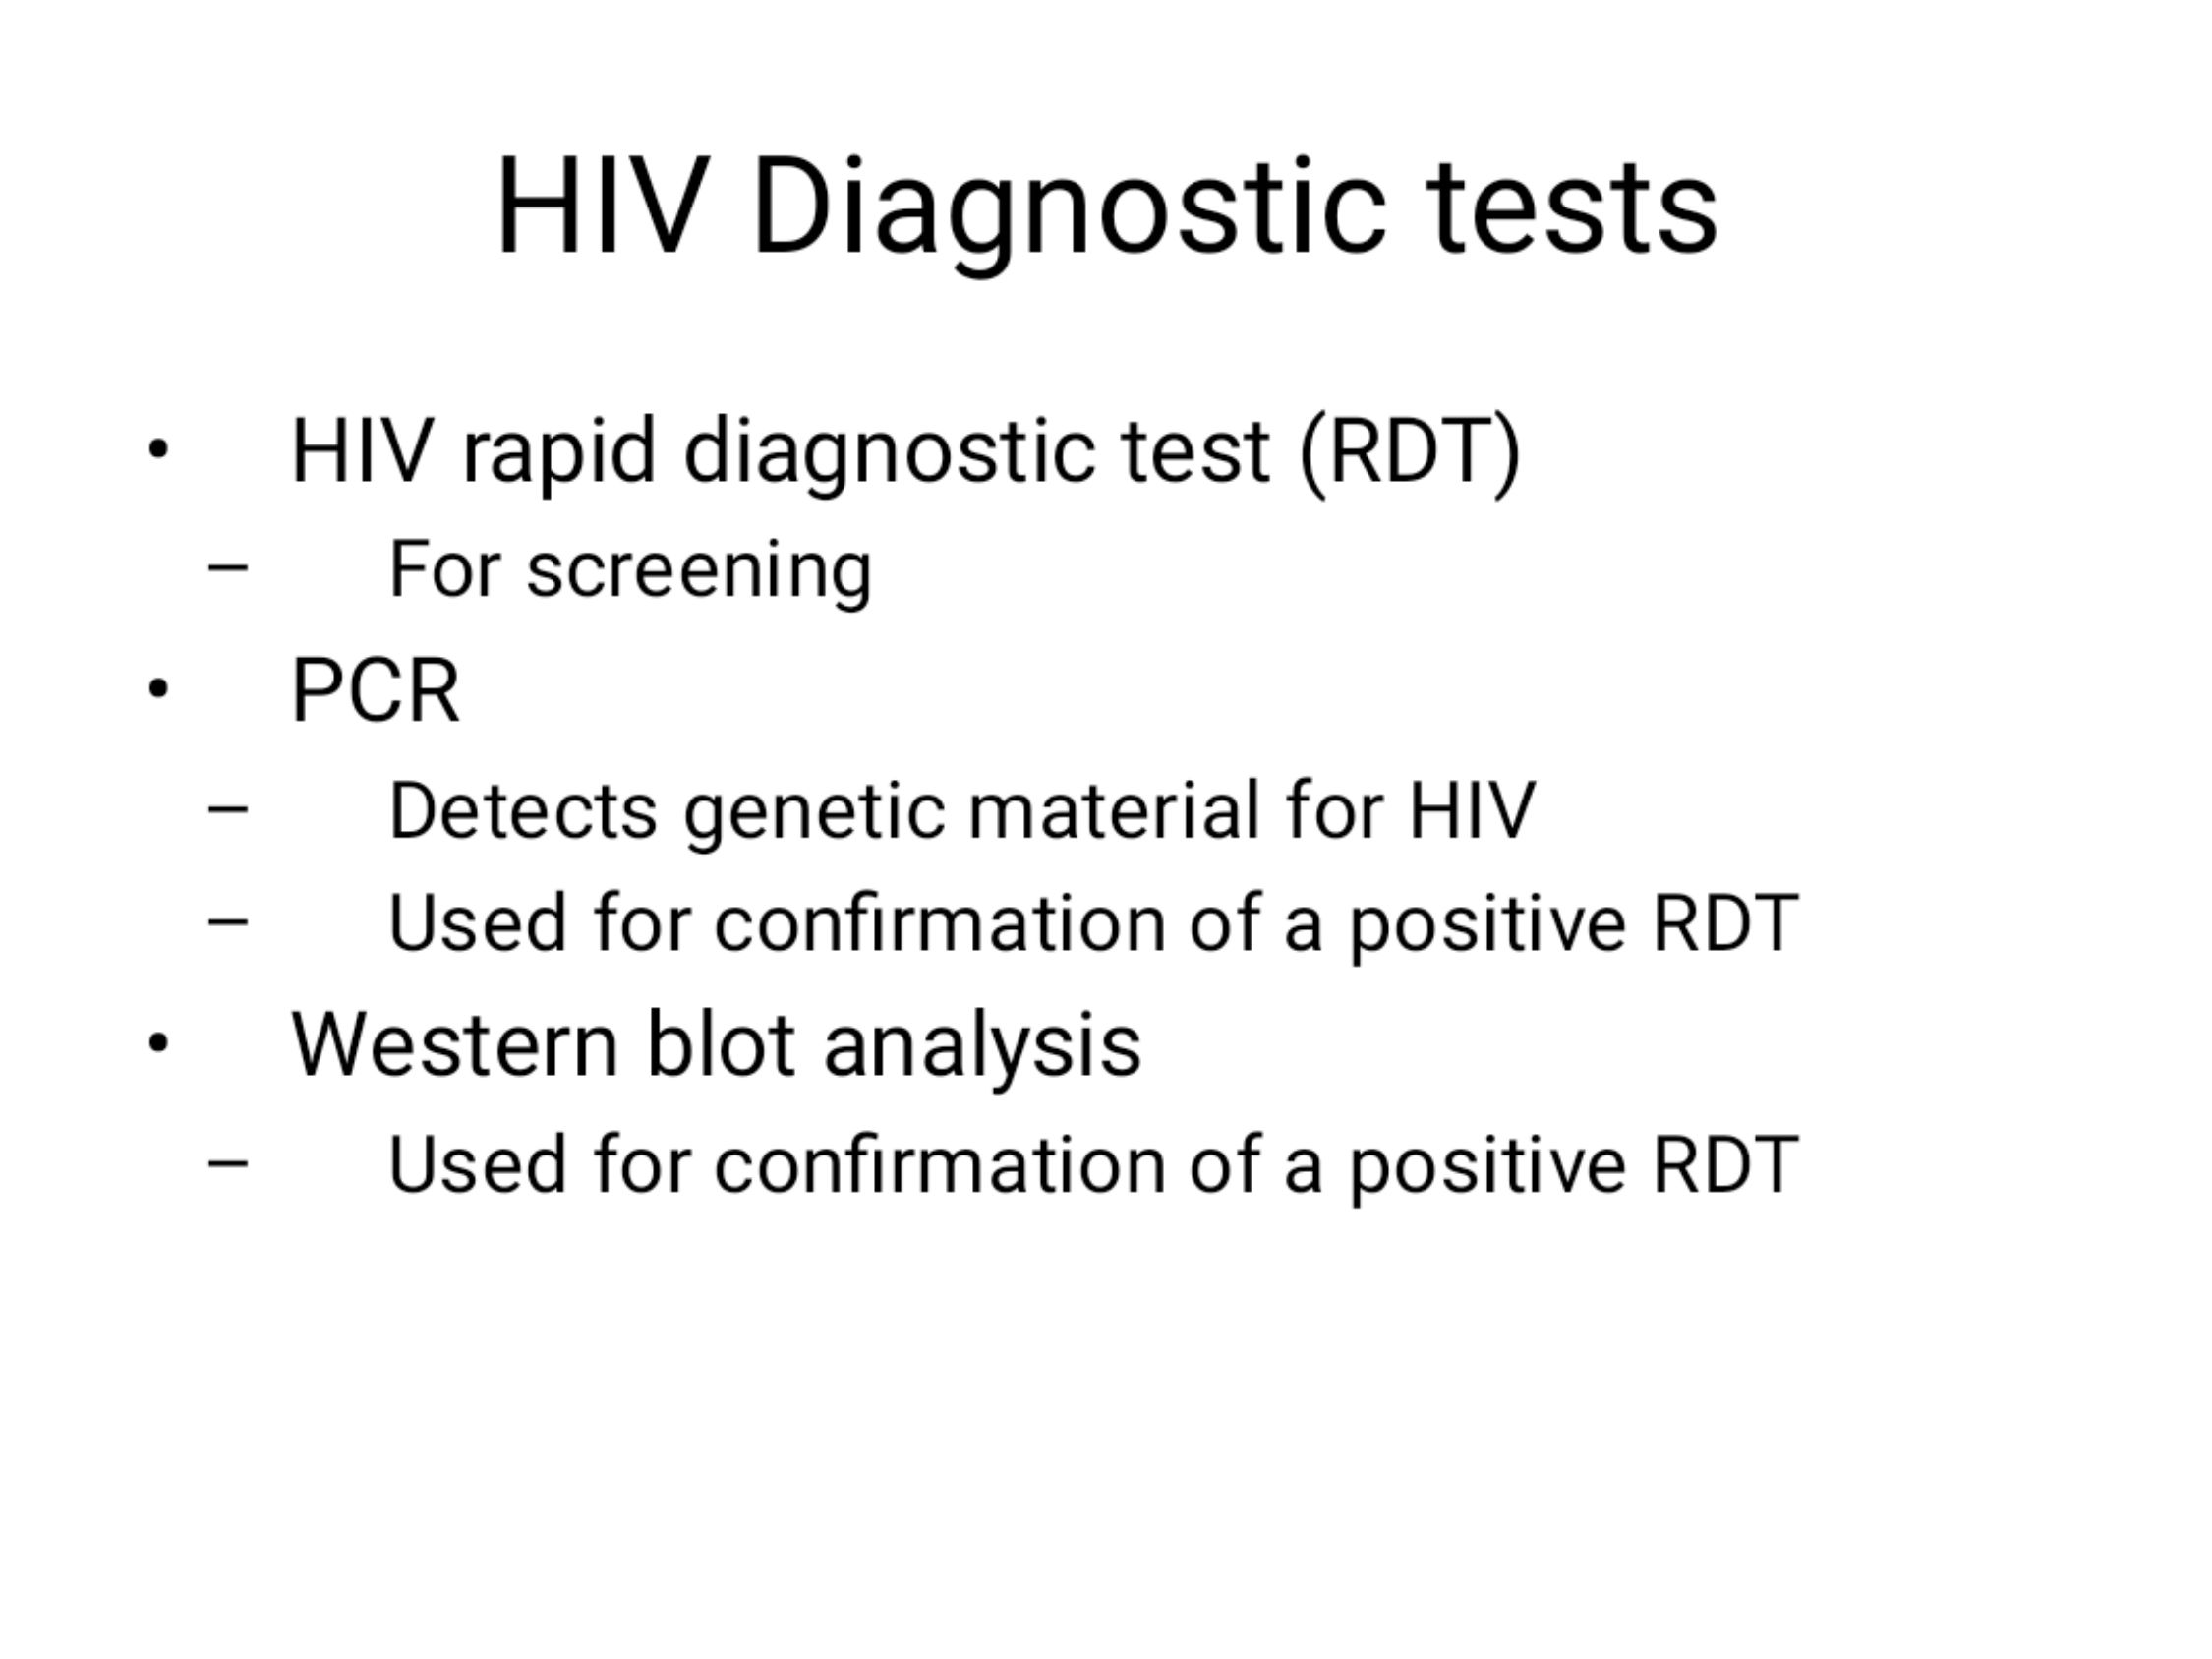 HIV Diagnostic tests
• HIV rapid diagnostic test (RDT)
– For screening
• PCR
– Detects genetic material for HIV
– Used for confirmation of a positive RDT
• Western blot analysis
– Used for confirmation of a positive RDT